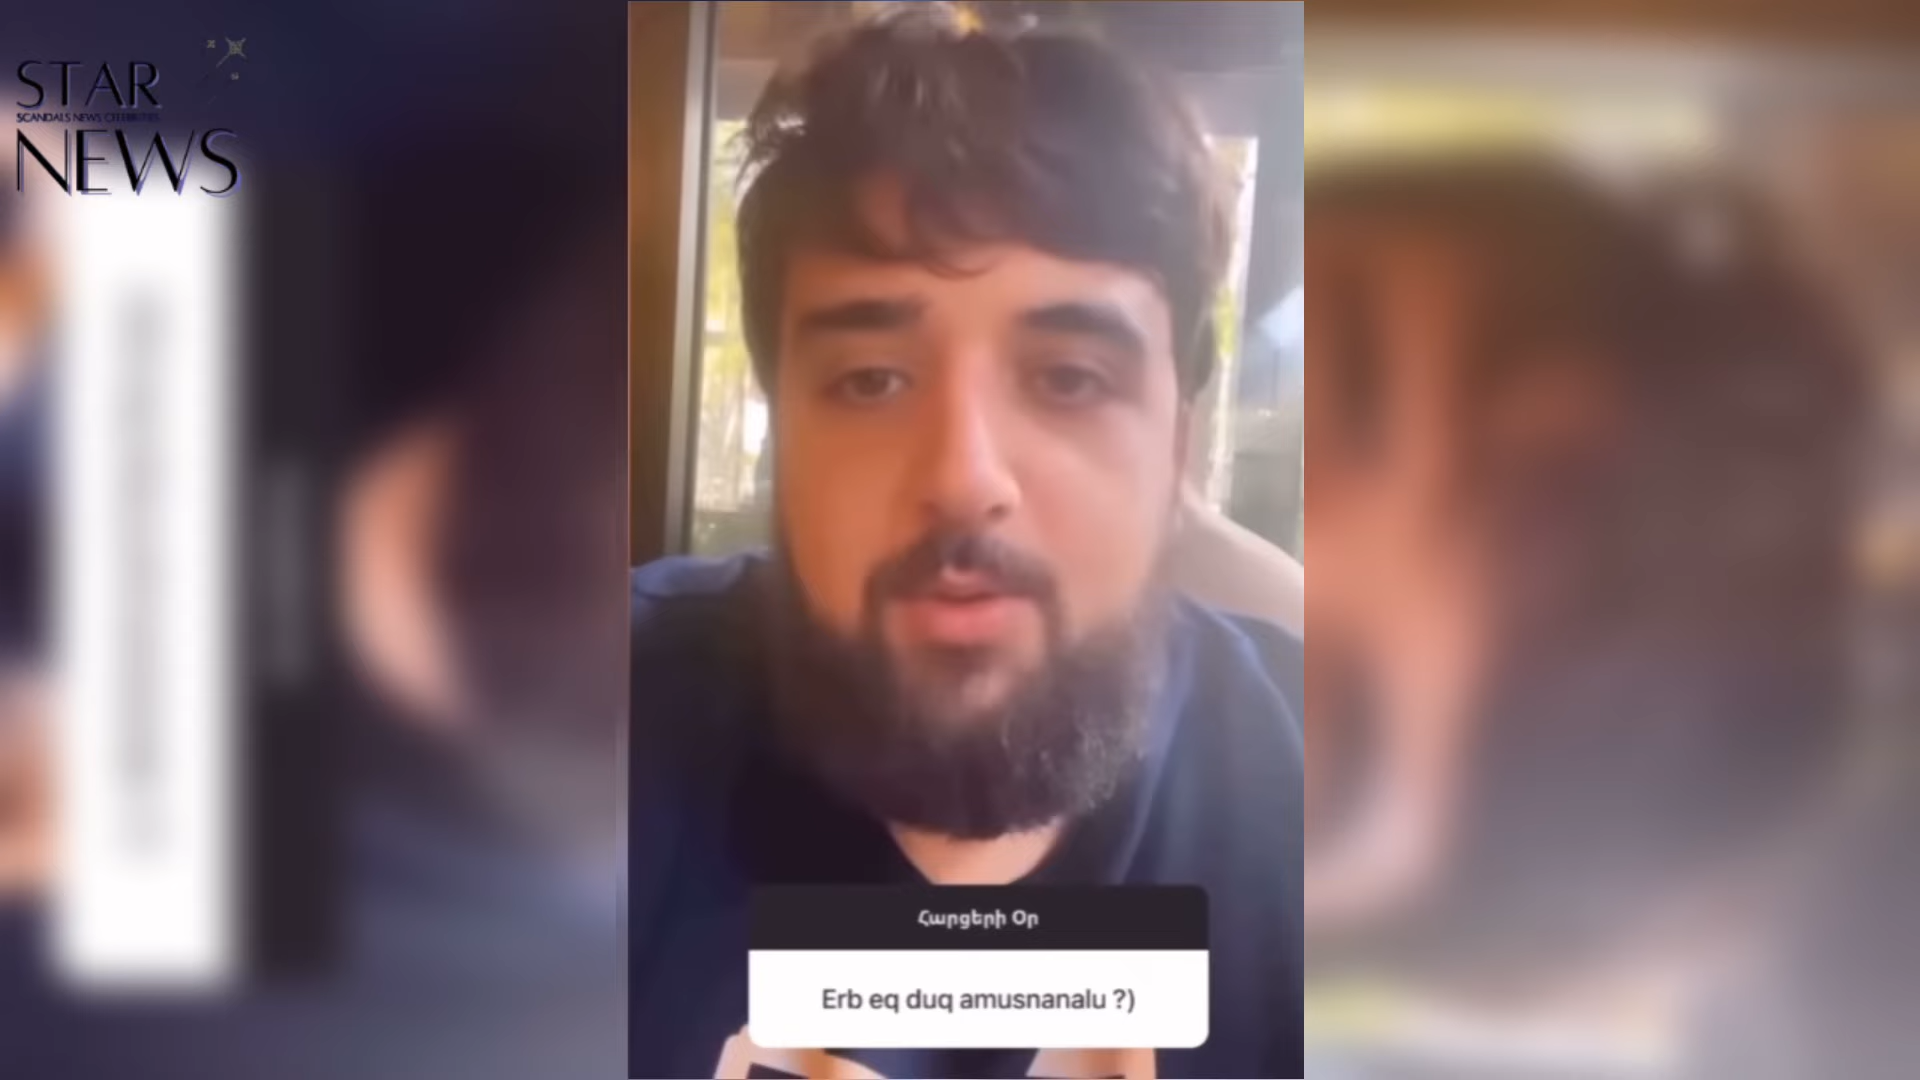 STAR
SCANDALS NEWS CELEBRITIES
NEWS
Հարցերի Օր
Erb eq duq amusnanalu ?)